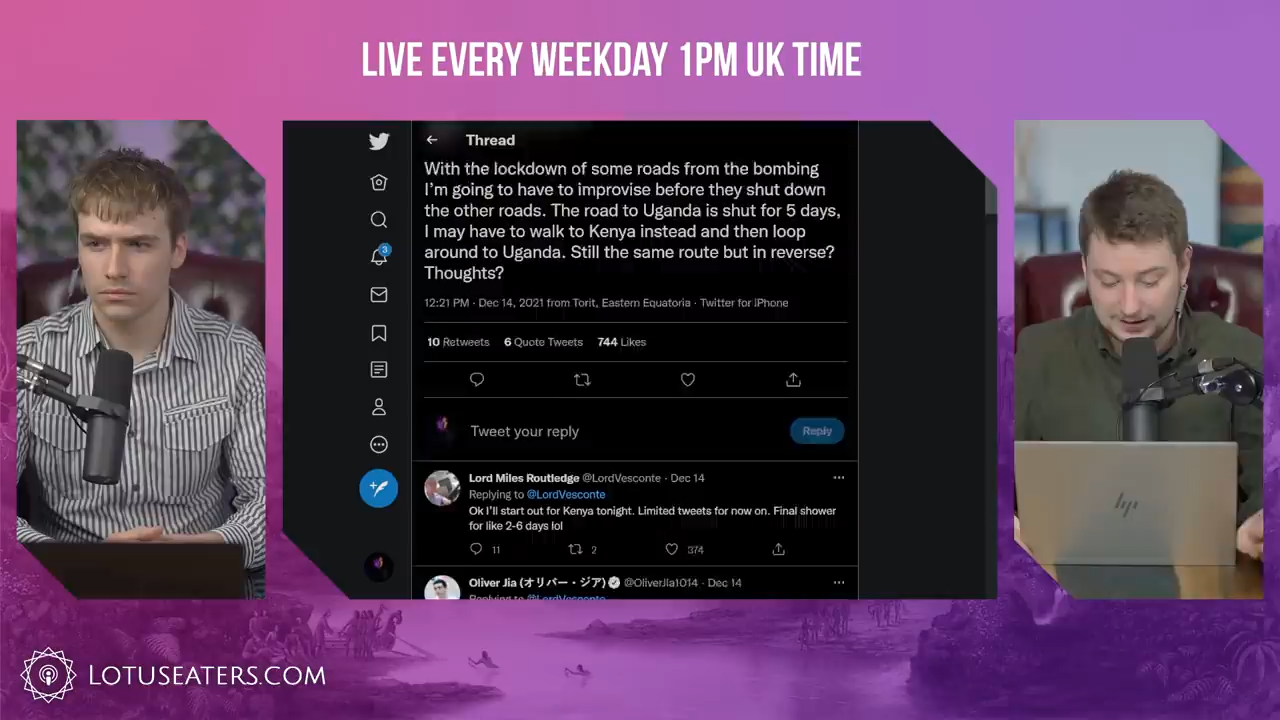 LIVE EVERY WEEKDAY 1PM UK TIME
Thread
With the lockdown of some roads from the bombing
I'm going to have to improvise before they shut down
the other roads. The road to Uganda is shut for 5 days,
I may have to walk to Kenya instead and then loop
around to Uganda. Still the same route but in reverse?
Thoughts?
12:21 PM · Dec 14, 2021 from Torit, Eastern Equatoria · Twitter for iPhone
10 Retweets 6 Quote Tweets 744 Likes
3
Tweet your reply
Reply
Lord Miles Routledge @LordVesconte · Dec 14
Replying to @LordVesconte
Ok I'll start out for Kenya tonight. Limited tweets for now on. Final shower
for like 2-6 days lol
11 2 374
Oliver Jia (オリバー・ジア) @OliverJia1014 · Dec 14
Replying to @LordVesconte
hp
LOTUSEATERS.COM